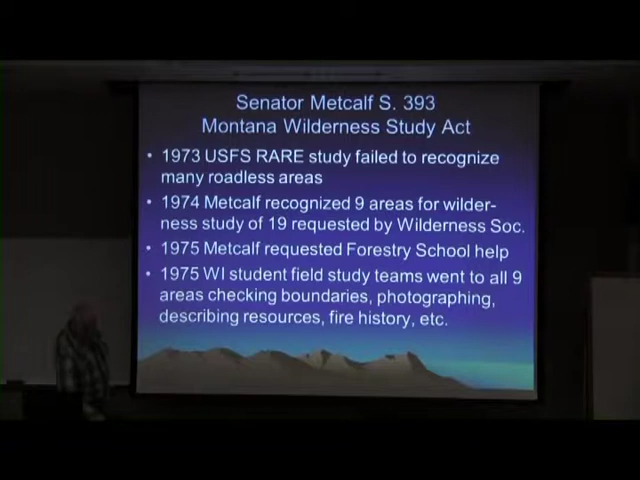 Senator Metcalf S. 393
Montana Wilderness Study Act
• 1973 USFS RARE study failed to recognize
many roadless areas
• 1974 Metcalf recognized 9 areas for wilder-
ness study of 19 requested by Wilderness Soc.
• 1975 Metcalf requested Forestry School help
• 1975 WI student field study teams went to all 9
areas checking boundaries, photographing,
describing resources, fire history, etc.